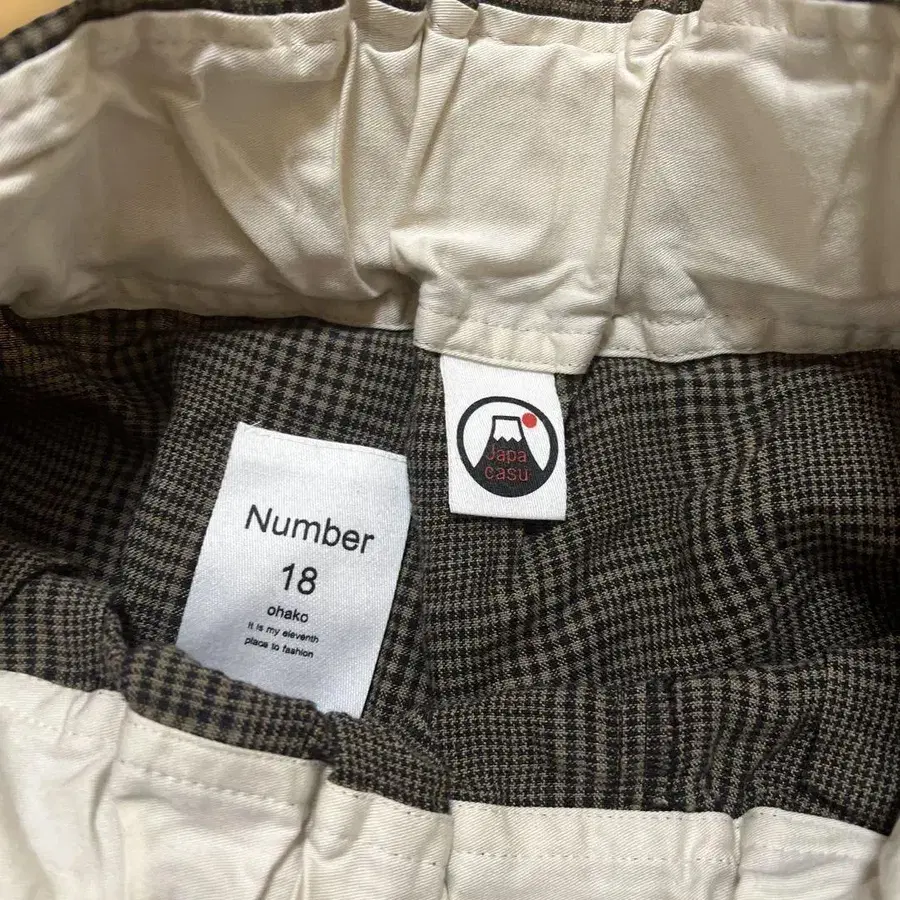 Japa
casu
Number
18
ohako
It is my eleventh
place to fashion